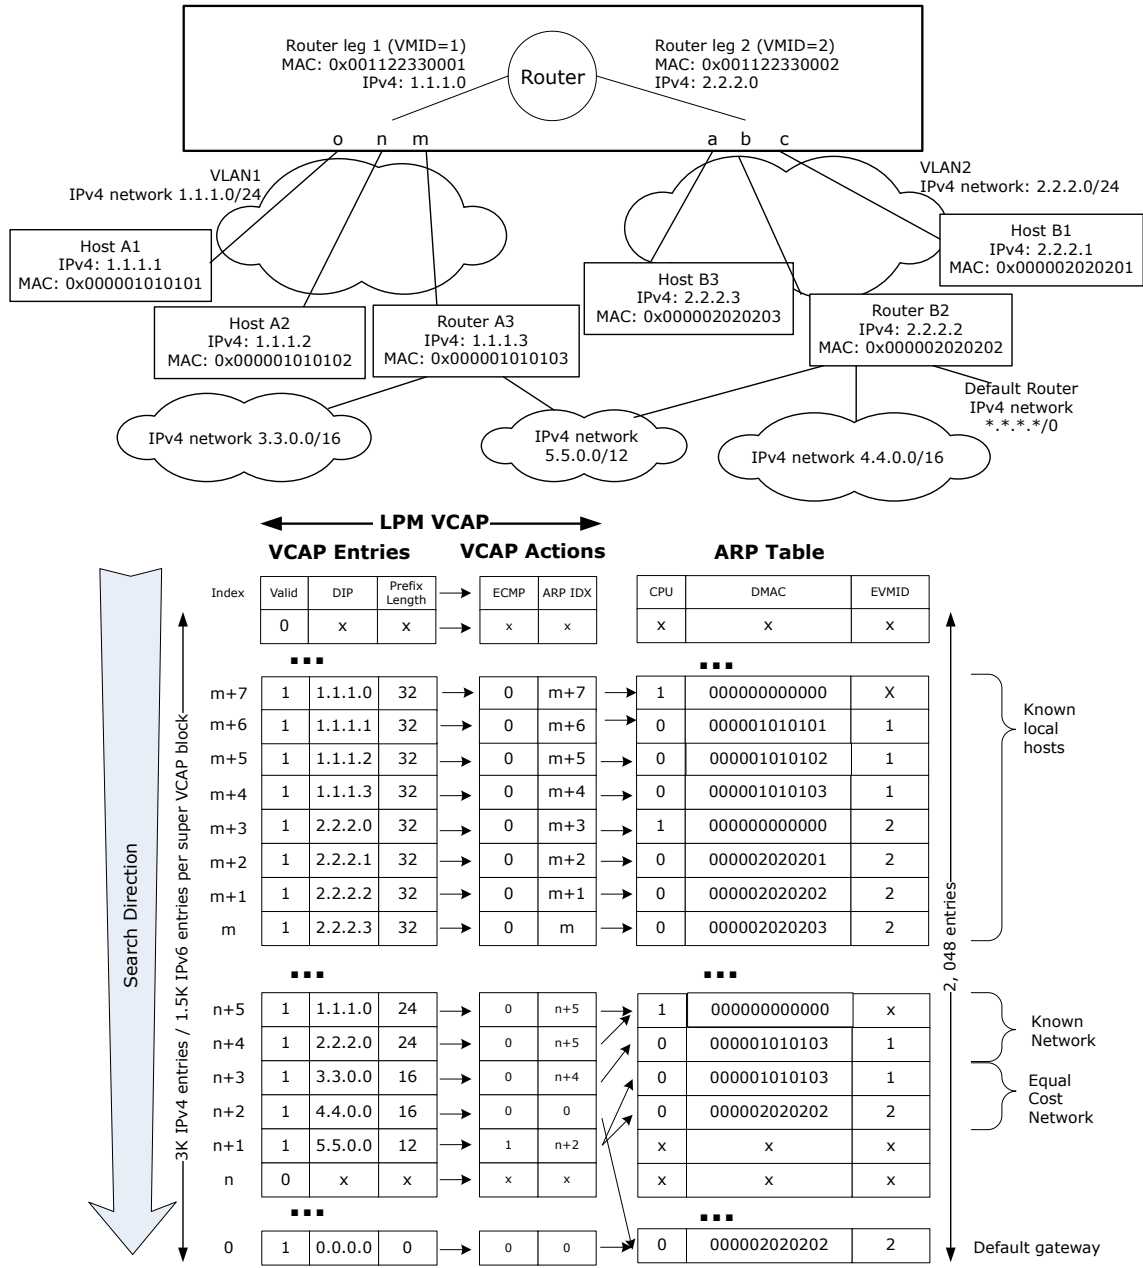 Router leg 1 (VMID=1)
MAC: 0x001122330001
IPv4: 1.1.1.0
Router
Router leg 2 (VMID=2)
MAC: 0x001122330002
IPv4: 2.2.2.0
o n m
a b c
VLAN1
IPv4 network 1.1.1.0/24
VLAN2
IPv4 network: 2.2.2.0/24
Host A1
IPv4: 1.1.1.1
MAC: 0x000001010101
Host B1
IPv4: 2.2.2.1
MAC: 0x000002020201
Host B3
IPv4: 2.2.2.3
MAC: 0x000002020203
Host A2
IPv4: 1.1.1.2
MAC: 0x000001010102
Router A3
IPv4: 1.1.1.3
MAC: 0x000001010103
Router B2
IPv4: 2.2.2.2
MAC: 0x000002020202
Default Router
IPv4 network
*.*.*.*/0
IPv4 network 3.3.0.0/16
IPv4 network
5.5.0.0/12
IPv4 network 4.4.0.0/16
LPM VCAP
VCAP Entries VCAP Actions ARP Table
Index Valid DIP Prefix Length ECMP ARP IDX CPU DMAC EVMID
0 x x x x x x x
... ...
m+7 1 1.1.1.0 32 0 m+7 1 000000000000 X
m+6 1 1.1.1.1 32 0 m+6 0 000001010101 1
m+5 1 1.1.1.2 32 0 m+5 0 000001010102 1
m+4 1 1.1.1.3 32 0 m+4 0 000001010103 1
m+3 1 2.2.2.0 32 0 m+3 1 000000000000 2
m+2 1 2.2.2.1 32 0 m+2 0 000002020201 2
m+1 1 2.2.2.2 32 0 m+1 0 000002020202 2
m 1 2.2.2.3 32 0 m 0 000002020203 2
... ...
n+5 1 1.1.1.0 24 0 n+5 1 000000000000 x
n+4 1 2.2.2.0 24 0 n+5 0 000001010103 1
n+3 1 3.3.0.0 16 0 n+4 0 000001010103 1
n+2 1 4.4.0.0 16 0 0 0 000002020202 2
n+1 1 5.5.0.0 12 1 n+2 x x x
n 0 x x x x x x x
... ...
0 1 0.0.0.0 0 0 0 0 000002020202 2 Default gateway
Known
local
hosts
Known
Network
Equal
Cost
Network
Search Direction
3K IPv4 entries / 1.5K IPv6 entries per super VCAP block
2, 048 entries